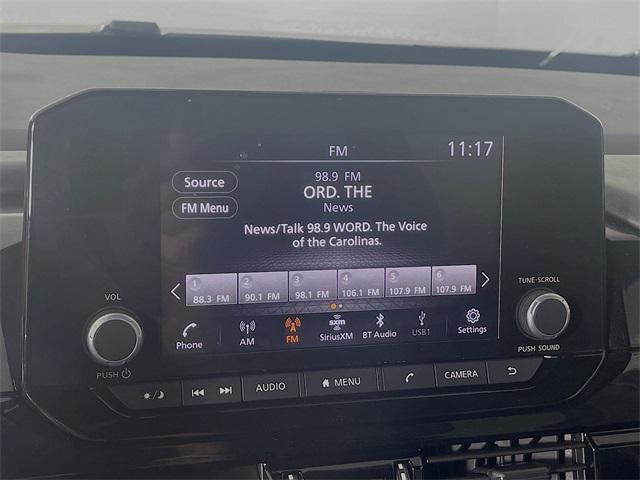 FM 11:17
98.9 FM
Source
ORD. THE
FM Menu
News
News/Talk 98.9 WORD. The Voice
of the Carolinas.
1 2 3 4 5 6
88.3 FM 90.1 FM 98.1 FM 106.1 FM 107.9 FM 107.9 FM
VOL
TUNE·SCROLL
sxm
Phone AM FM SiriusXM BT Audio USB1 Settings
PUSH
PUSH SOUND
AUDIO MENU CAMERA